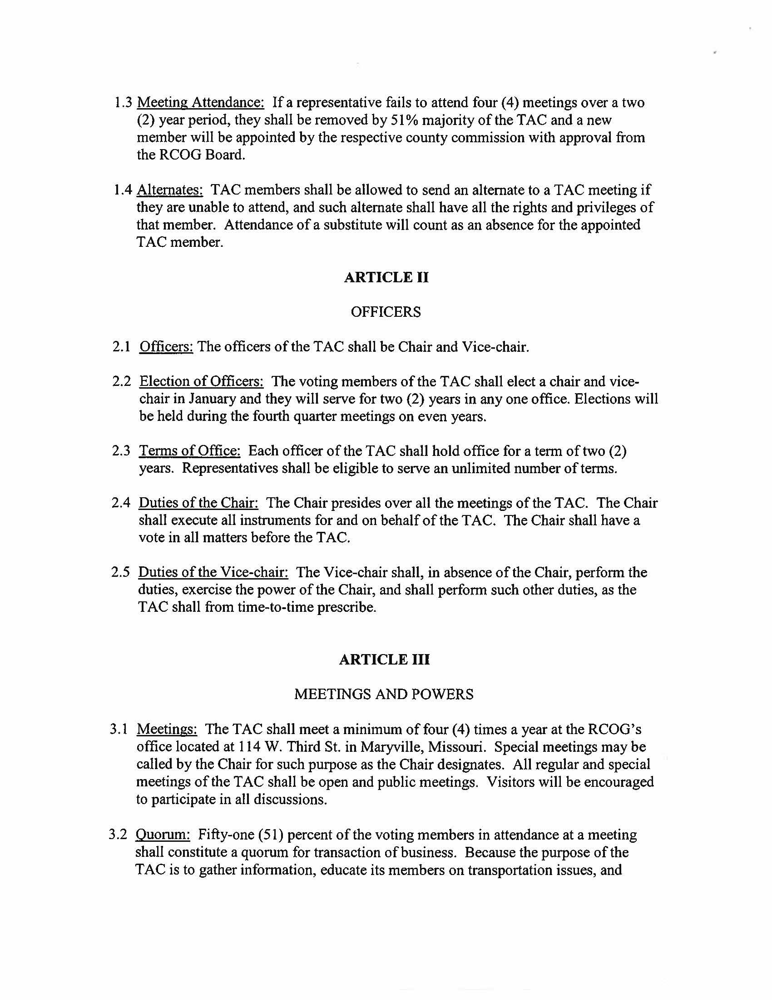 1.3 Meeting Attendance: If a representative fails to attend four (4) meetings over a two
(2) year period, they shall be removed by 51% majority of the TAC and a new
member will be appointed by the respective county commission with approval from
the RCOG Board.
1.4 Alternates: TAC members shall be allowed to send an alternate to a TAC meeting if
they are unable to attend, and such alternate shall have all the rights and privileges of
that member. Attendance of a substitute will count as an absence for the appointed
TAC member.
ARTICLE II
OFFICERS
2.1 Officers: The officers of the TAC shall be Chair and Vice-chair.
2.2 Election of Officers: The voting members of the TAC shall elect a chair and vice-
chair in January and they will serve for two (2) years in any one office. Elections will
be held during the fourth quarter meetings on even years.
2.3 Terms of Office: Each officer of the TAC shall hold office for a term of two (2)
years. Representatives shall be eligible to serve an unlimited number of terms.
2.4 Duties of the Chair: The Chair presides over all the meetings of the TAC. The Chair
shall execute all instruments for and on behalf of the TAC. The Chair shall have a
vote in all matters before the TAC.
2.5 Duties of the Vice-chair: The Vice-chair shall, in absence of the Chair, perform the
duties, exercise the power of the Chair, and shall perform such other duties, as the
TAC shall from time-to-time prescribe.
ARTICLE III
MEETINGS AND POWERS
3.1 Meetings: The TAC shall meet a minimum of four (4) times a year at the RCOG's
office located at 114 W. Third St. in Maryville, Missouri. Special meetings may be
called by the Chair for such purpose as the Chair designates. All regular and special
meetings of the TAC shall be open and public meetings. Visitors will be encouraged
to participate in all discussions.
3.2 Quorum: Fifty-one (51) percent of the voting members in attendance at a meeting
shall constitute a quorum for transaction of business. Because the purpose of the
TAC is to gather information, educate its members on transportation issues, and